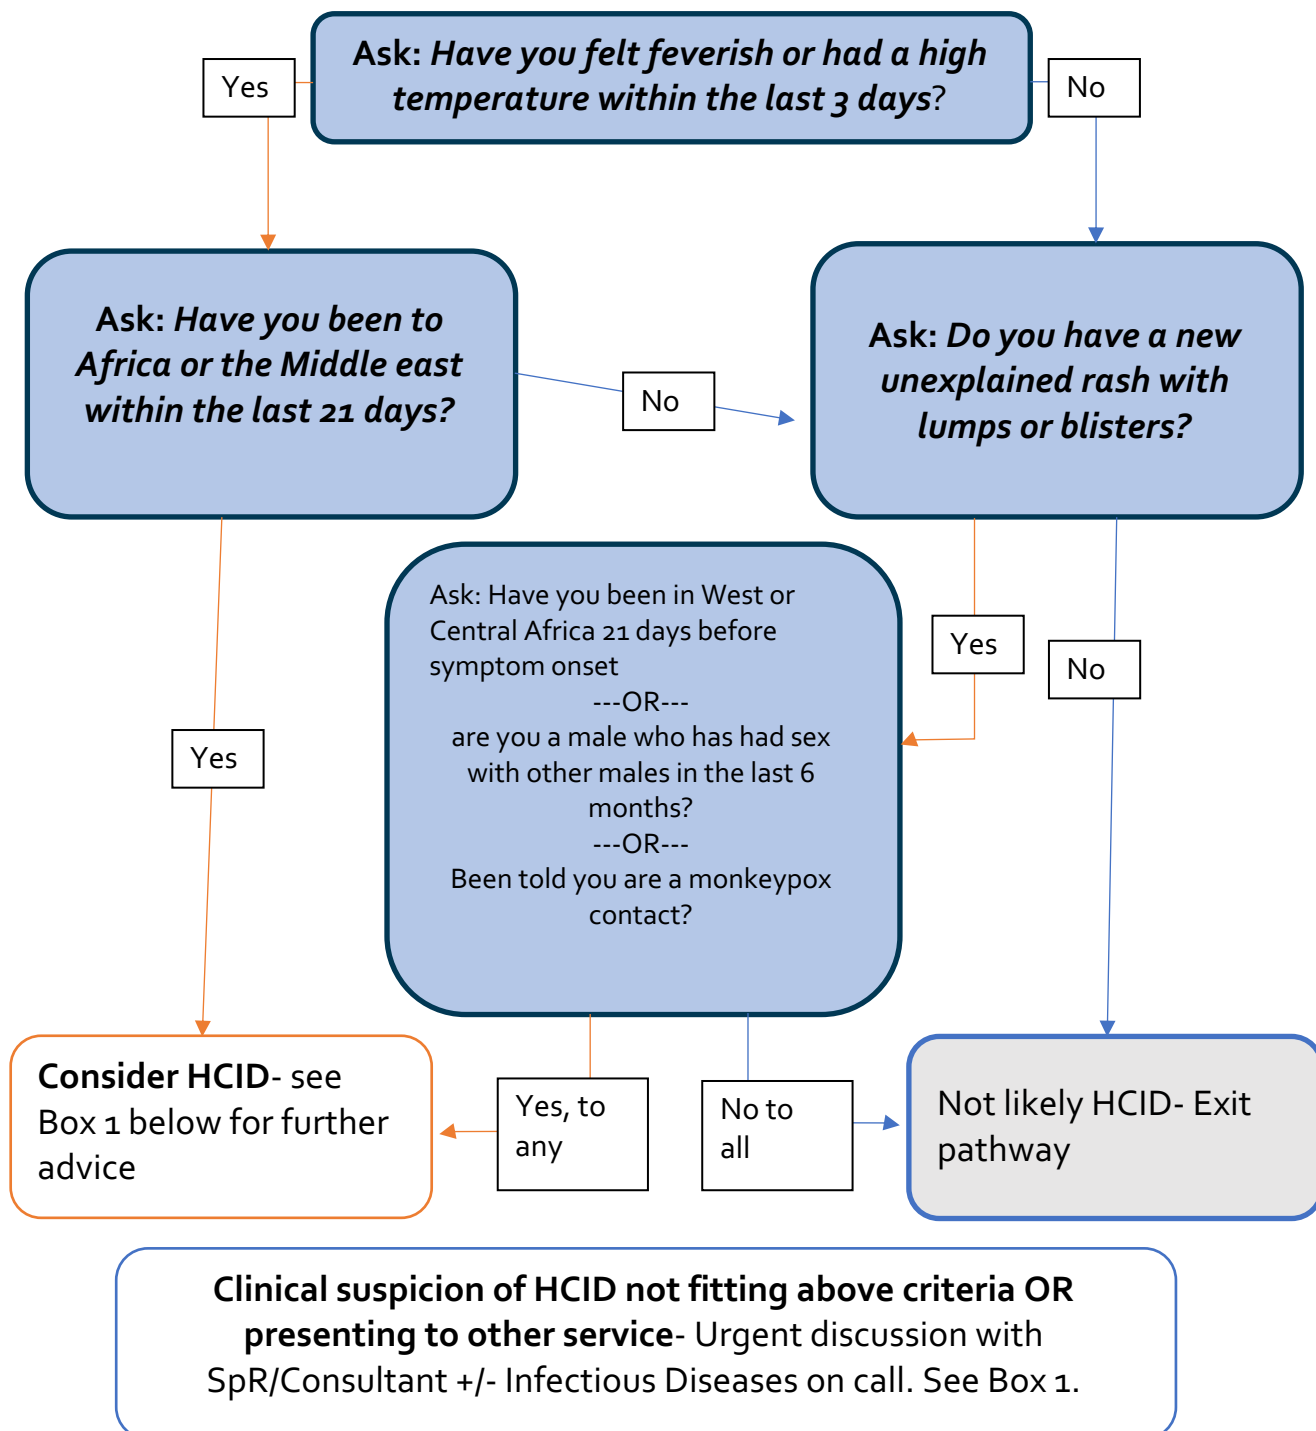 Ask: Have you felt feverish or had a high
temperature within the last 3 days?
Yes
No
Ask: Have you been to
Africa or the Middle east
within the last 21 days?
No
Ask: Do you have a new
unexplained rash with
lumps or blisters?
Ask: Have you been in West or
Central Africa 21 days before
symptom onset
---OR---
are you a male who has had sex
with other males in the last 6
months?
---OR---
Been told you are a monkeypox
contact?
Yes
No
Yes
Consider HCID- see
Box 1 below for further
advice
Yes, to
any
No to
all
Not likely HCID- Exit
pathway
Clinical suspicion of HCID not fitting above criteria OR
presenting to other service- Urgent discussion with
SpR/Consultant +/- Infectious Diseases on call. See Box 1.